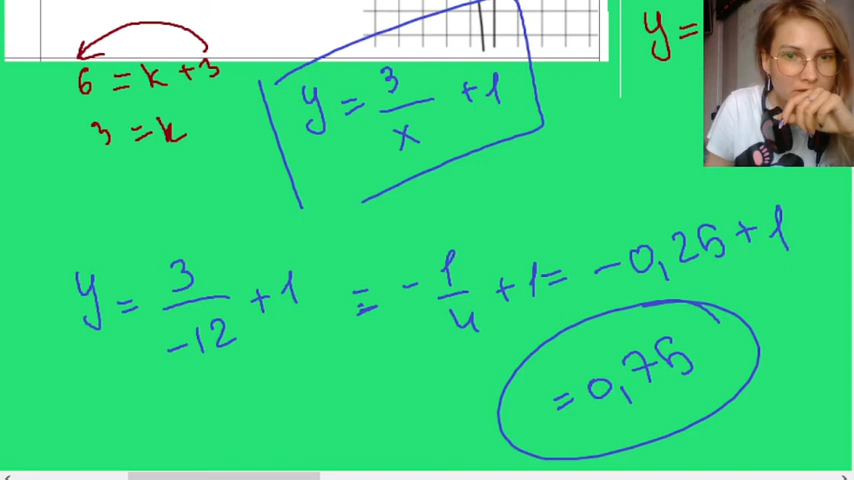 6 = k + 3
3 = k
y = 3/x + 1
y =
y = 3/-12 + 1 = - 1/4 + 1 = - 0,25 + 1
= 0,75